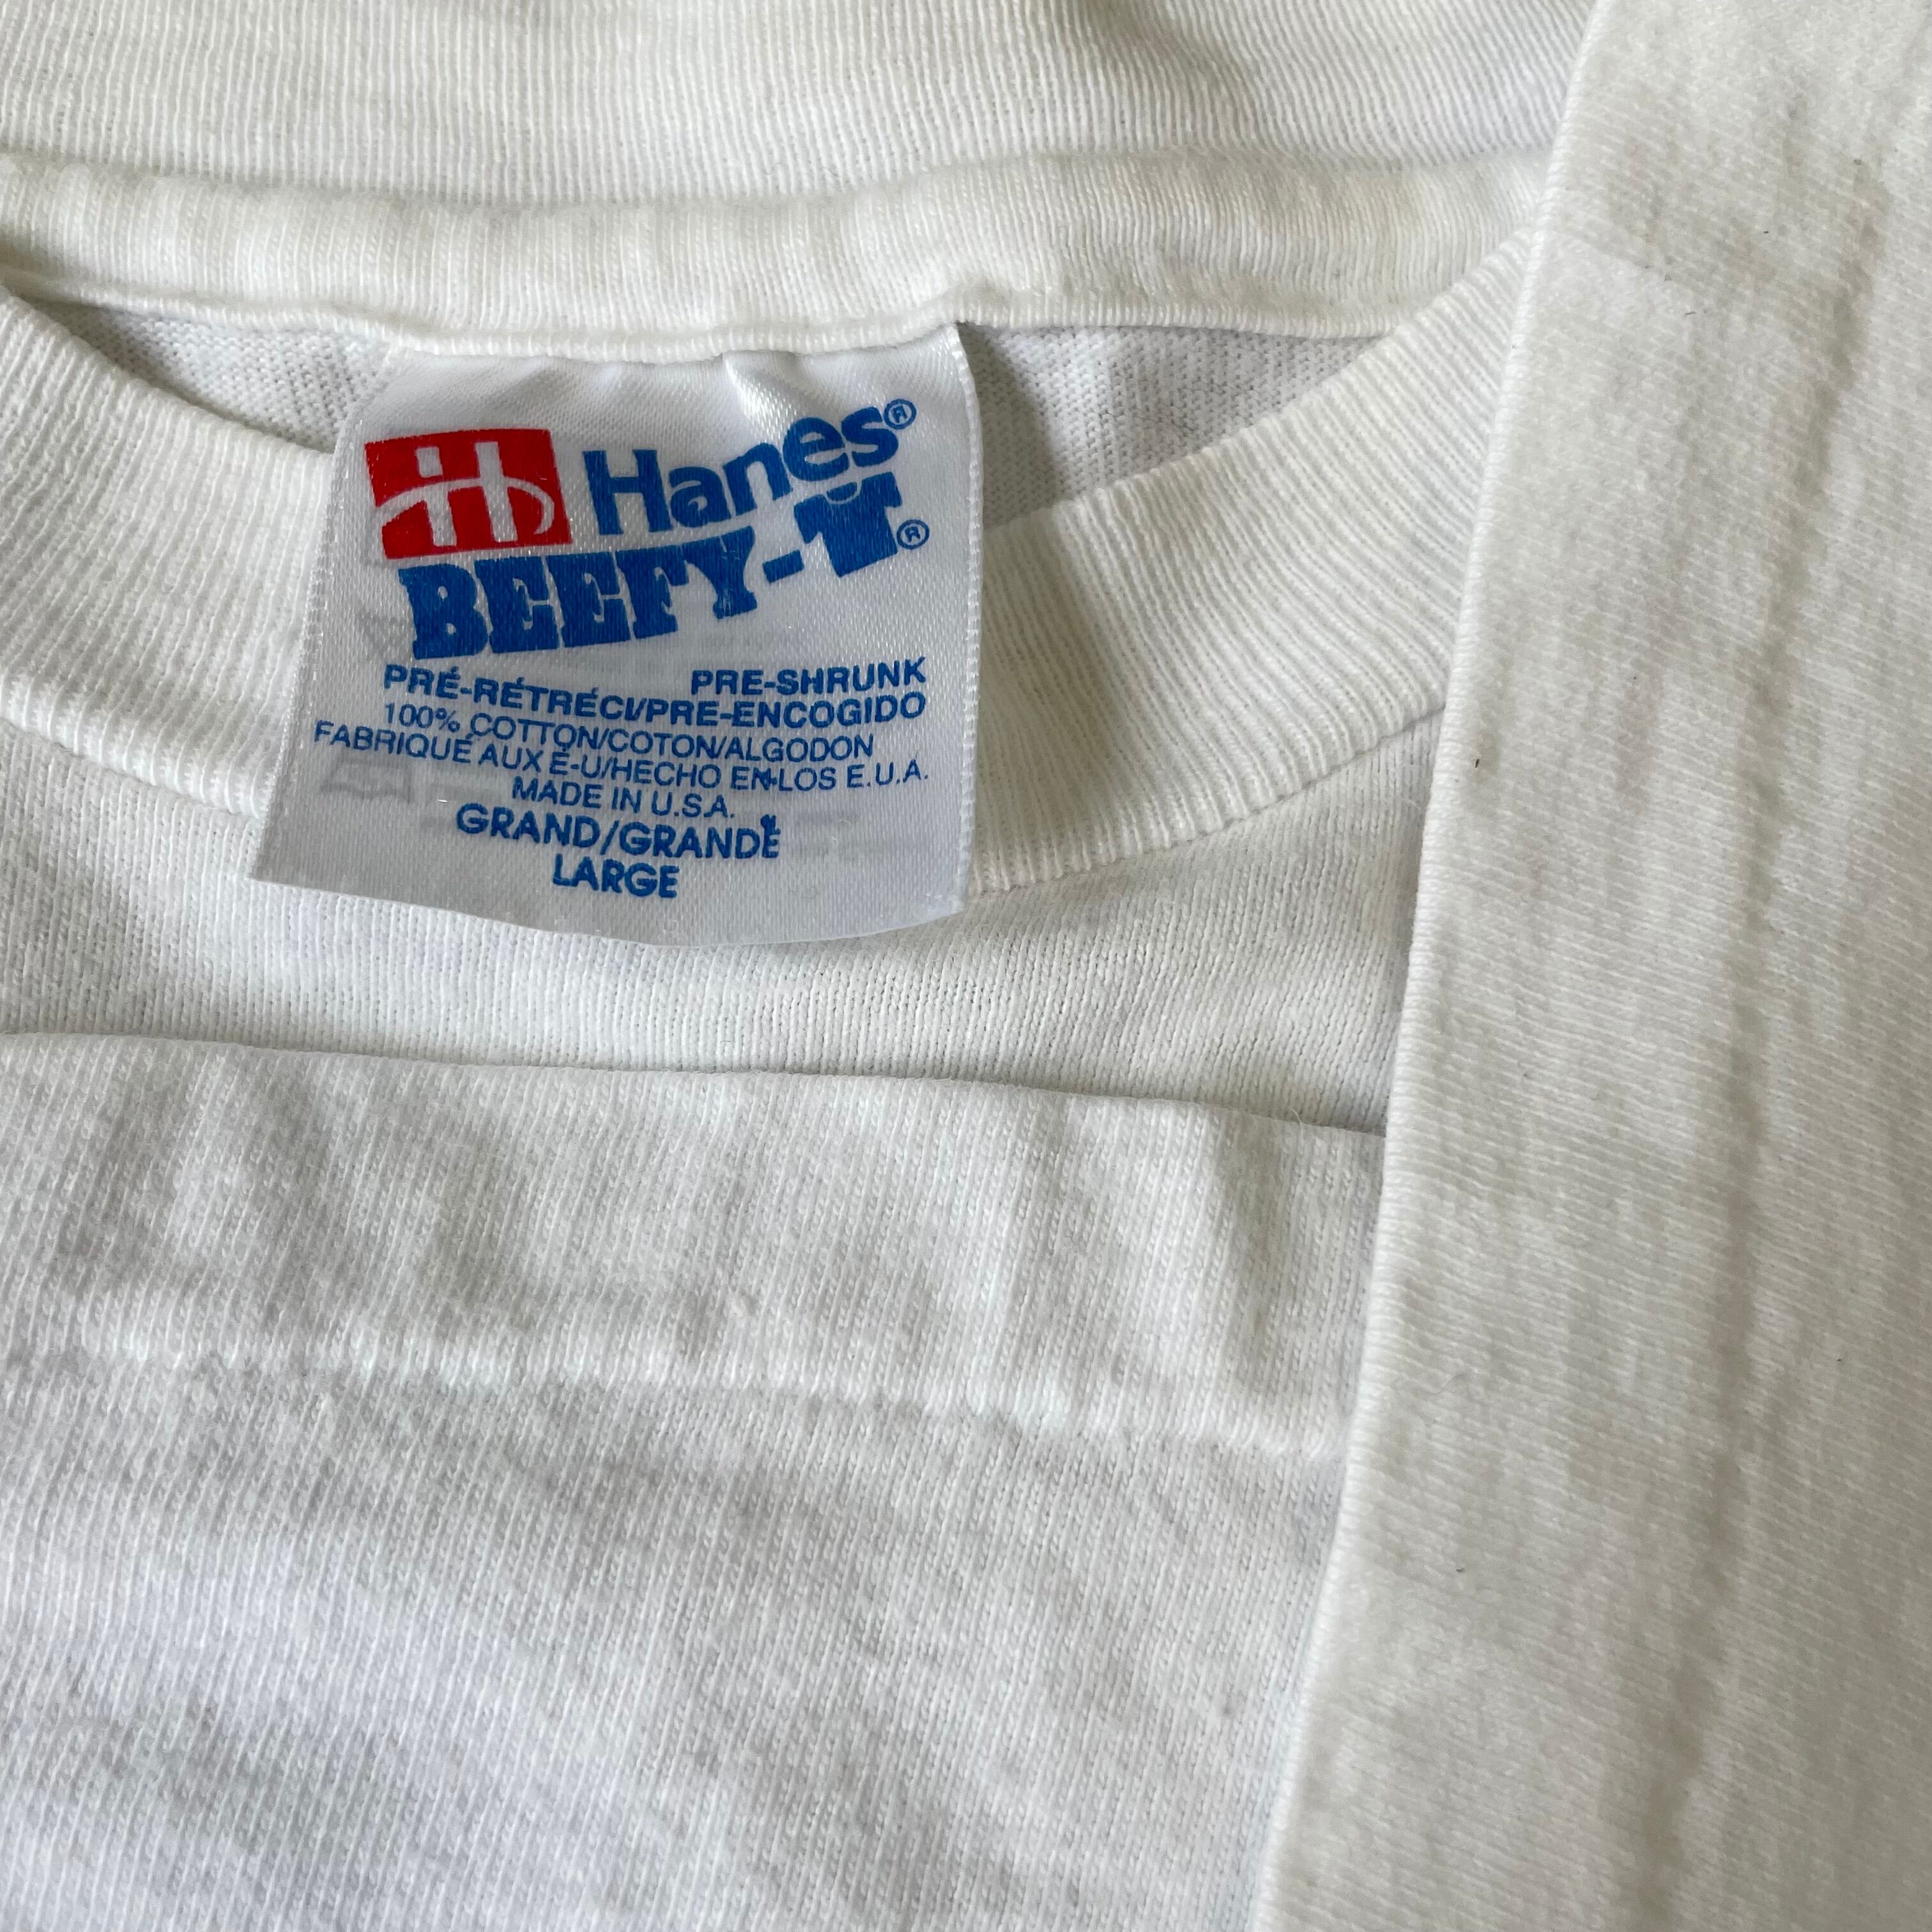 Hanes®
BEEFY-T®
PRE-SHRUNK
PRÉ-RÉTRÉCI/PRE-ENCOGIDO
100% COTTON/COTON/ALGODON
FABRIQUÉ AUX É-U/HECHO EN LOS E.U.A.
MADE IN U.S.A.
GRAND/GRANDE
LARGE